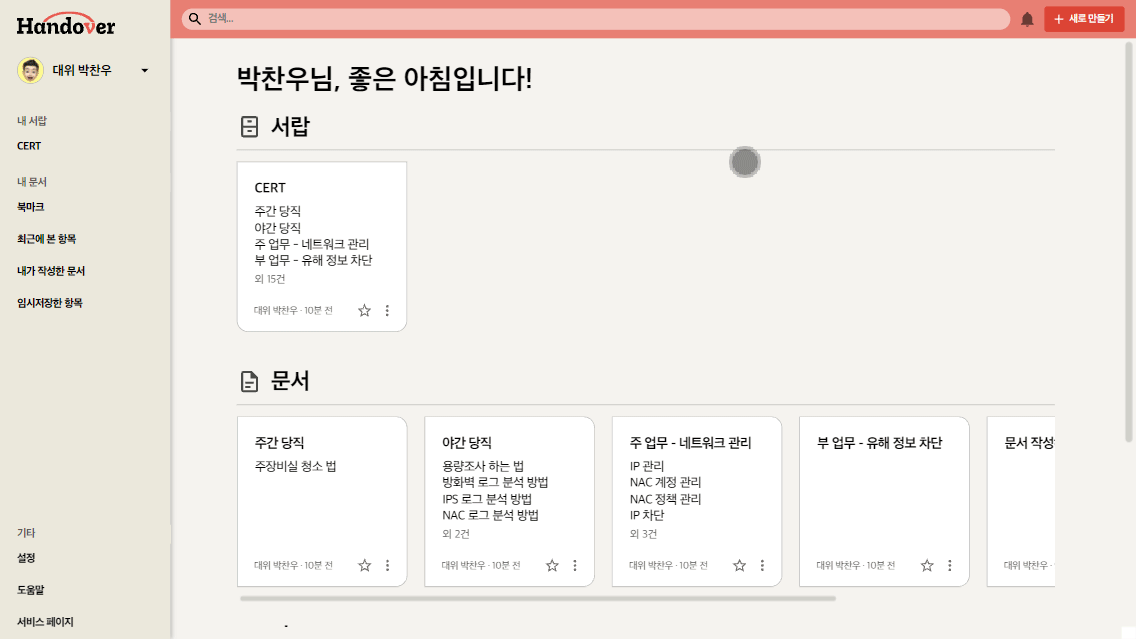 Handover
검색...
+ 새로 만들기
대위 박찬우
내 서랍
CERT
내 문서
북마크
최근에 본 항목
내가 작성한 문서
임시저장한 항목
기타
설정
도움말
서비스 페이지
박찬우님, 좋은 아침입니다!
서랍
CERT
주간 당직
야간 당직
주 업무 - 네트워크 관리
부 업무 - 유해 정보 차단
외 15건
대위 박찬우 · 10분 전
문서
주간 당직
주장비실 청소 법
대위 박찬우 · 10분 전
야간 당직
용량조사 하는 법
방화벽 로그 분석 방법
IPS 로그 분석 방법
NAC 로그 분석 방법
외 2건
대위 박찬우 · 10분 전
주 업무 - 네트워크 관리
IP 관리
NAC 계정 관리
NAC 정책 관리
IP 차단
외 3건
대위 박찬우 · 10분 전
부 업무 - 유해 정보 차단
대위 박찬우 · 10분 전
문서 작성
대위 박찬우 ·